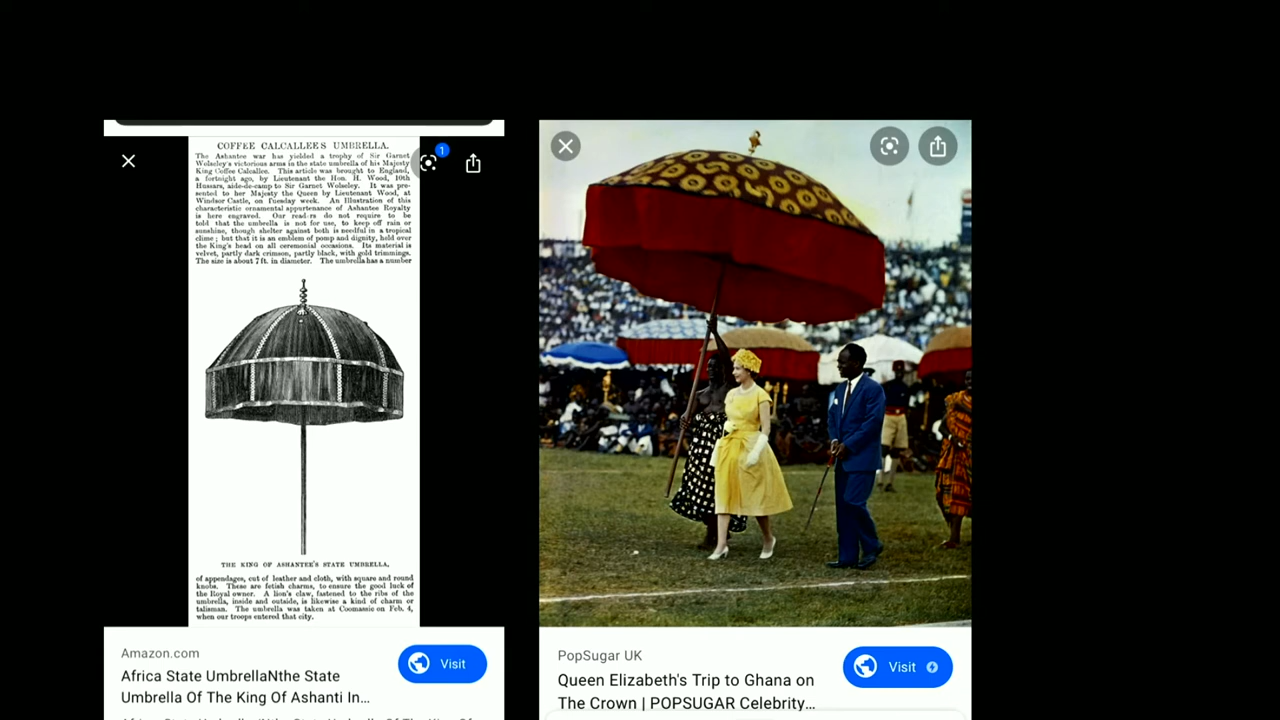 COFFEE CALCALLEE'S UMBRELLA.
The Ashantee war has yielded a trophy of Sir Garnet
Wolseley's victorious arms in the state umbrella of his Majesty
King Coffee Calcallee. This article was brought to England,
a fortnight ago, by Lieutenant the Hon. H. Wood, 10th
Hussars, aide-de-camp to Sir Garnet Wolseley. It was pre-
sented to her Majesty the Queen by Lieutenant Wood, at
Windsor Castle, on Tuesday week. An Illustration of this
characteristic ornamental appurtenance of Ashantee Royalty
is here engraved. Our readers do not require to be
told that the umbrella is not for use, to keep off rain or
sunshine, though shelter against both is needful in a tropical
clime; but that it is an emblem of pomp and dignity, held over
the King's head on all ceremonial occasions. Its material is
velvet, partly dark crimson, partly black, with gold trimmings.
The size is about 7 ft. in diameter. The umbrella has a number
THE KING OF ASHANTEE'S STATE UMBRELLA.
of appendages, cut of leather and cloth, with square and round
knobs. These are fetish charms, to ensure the good luck of
the Royal owner. A lion's claw, fastened to the ribs of the
umbrella, inside and outside, is likewise a kind of charm or
talisman. The umbrella was taken at Coomassie on Feb. 4,
when our troops entered that city.
1
Amazon.com
Africa State UmbrellaNthe State
Umbrella Of The King Of Ashanti In...
Visit
PopSugar UK
Queen Elizabeth's Trip to Ghana on
The Crown | POPSUGAR Celebrity...
Visit